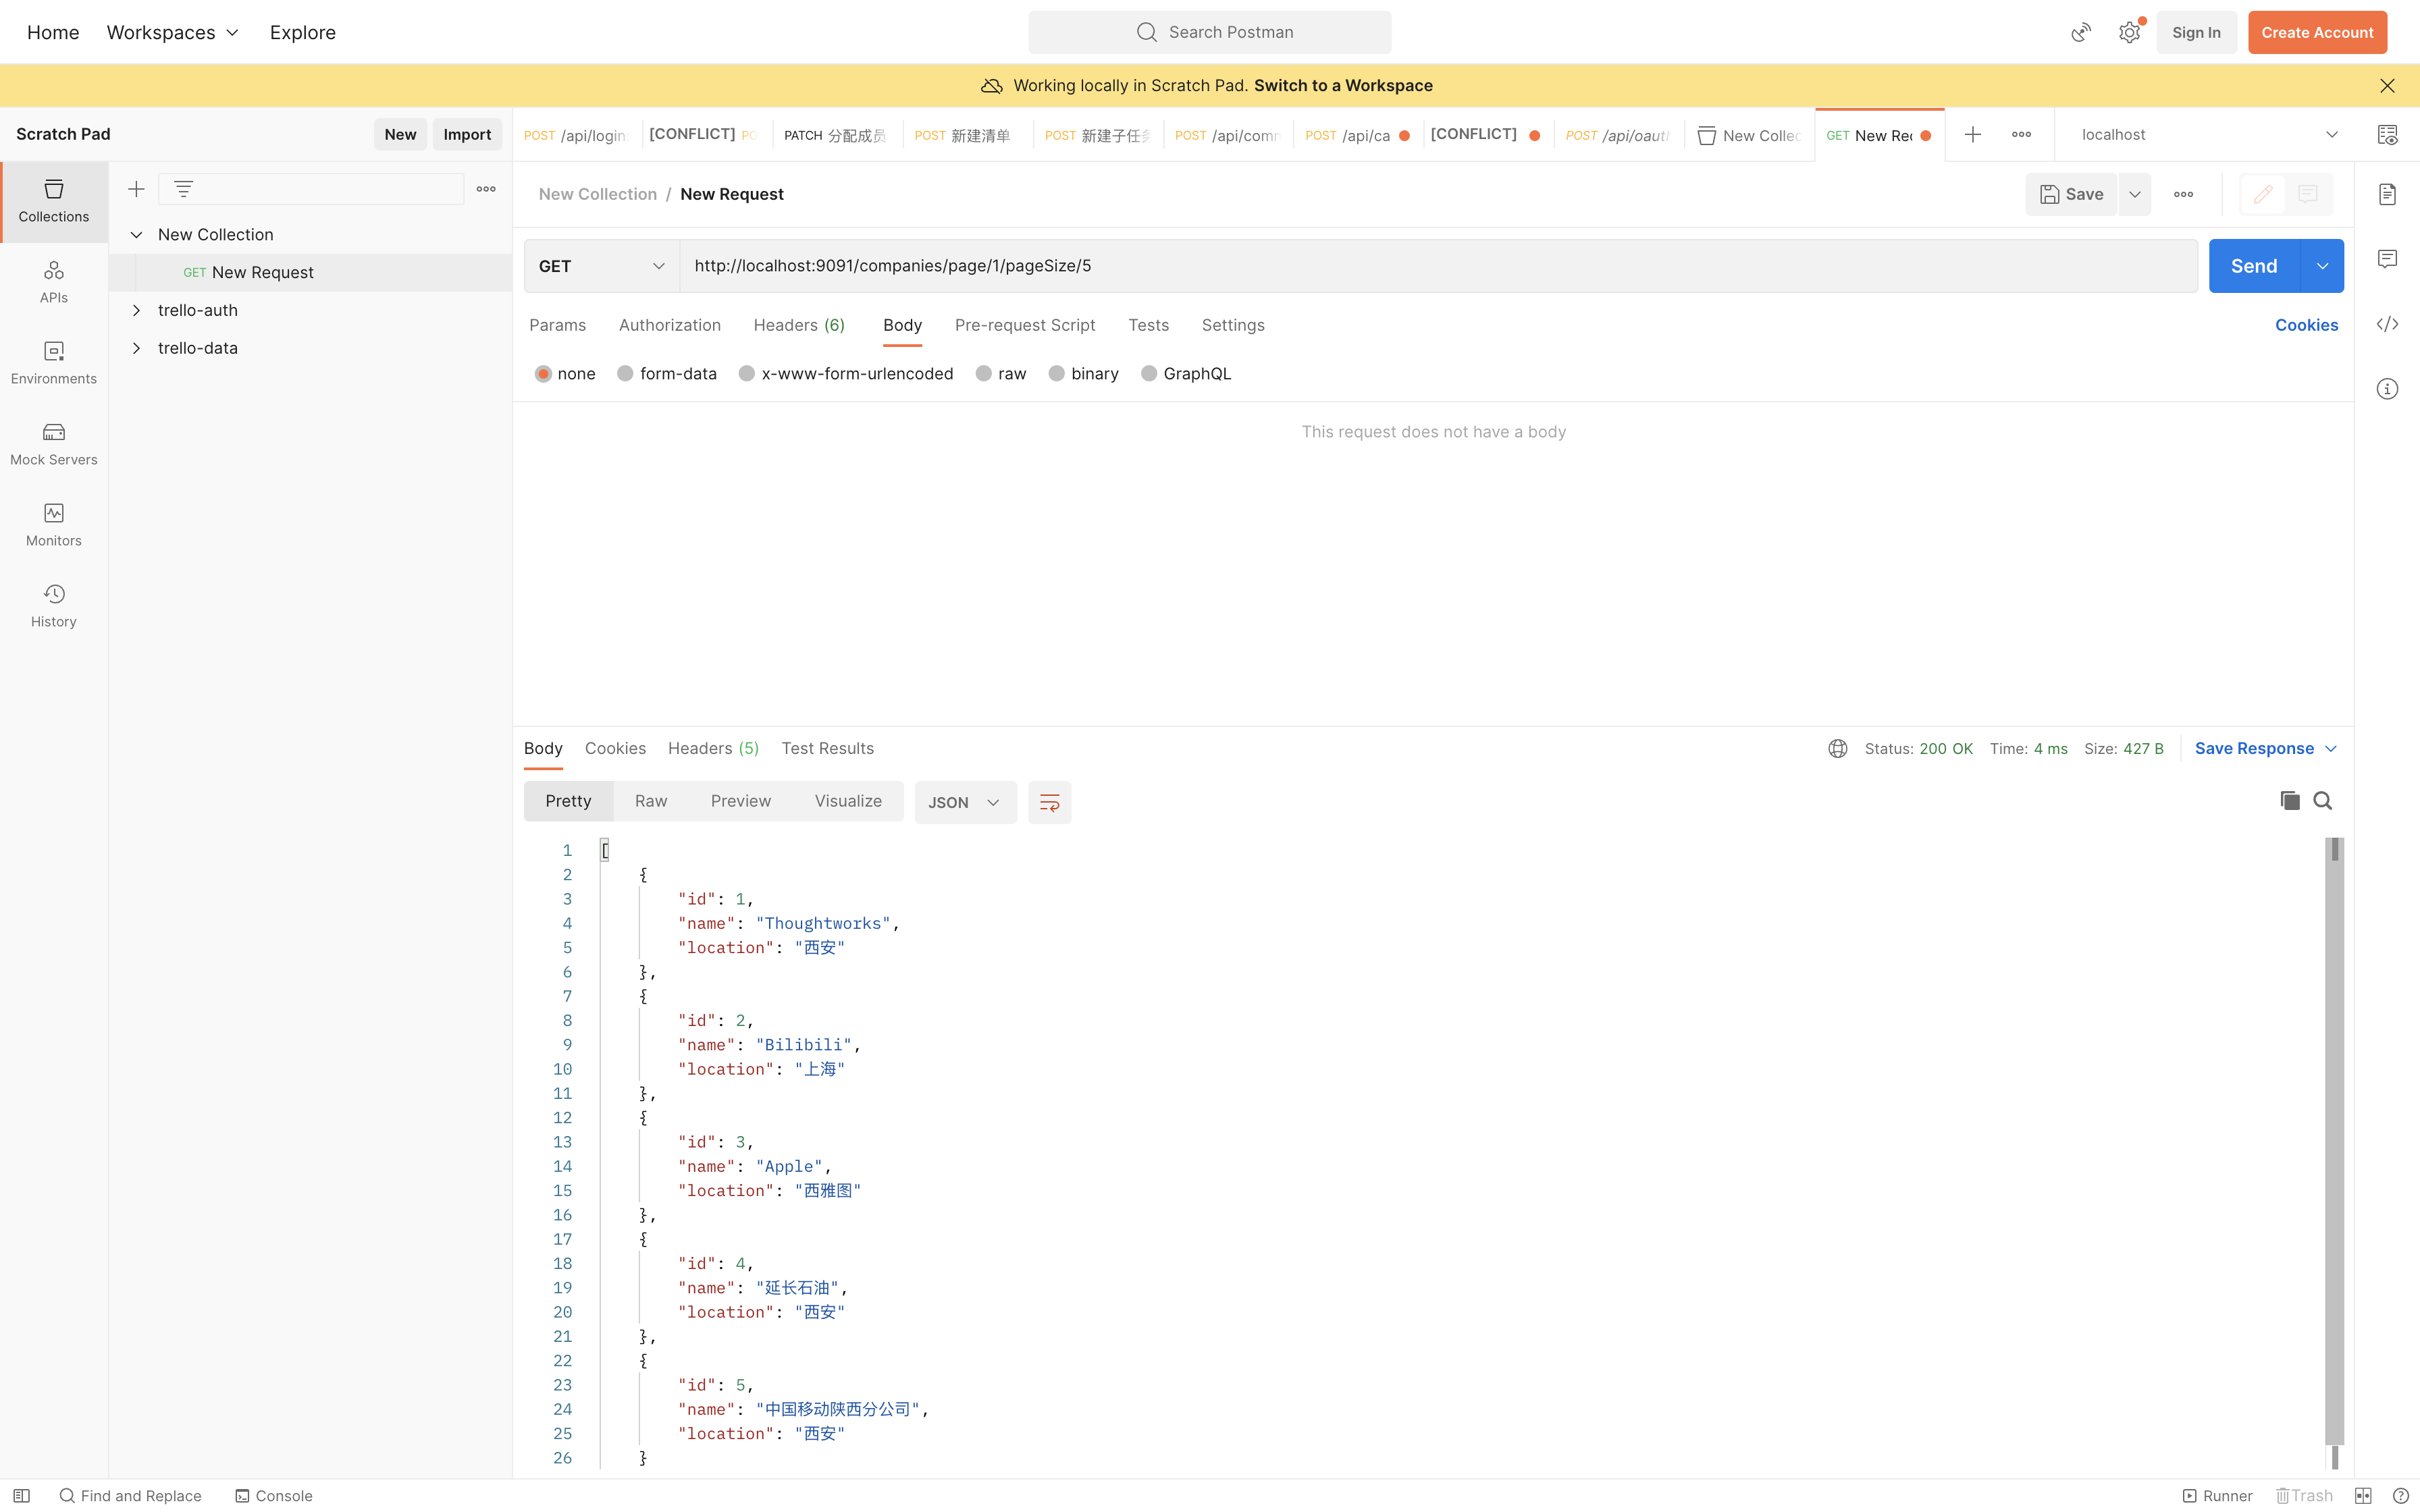 Home Workspaces Explore
Search Postman
Sign In Create Account
Working locally in Scratch Pad. Switch to a Workspace
Scratch Pad New Import
POST /api/login [CONFLICT] PO PATCH 分配成员 POST 新建清单 POST 新建子任务 POST /api/comm POST /api/ca [CONFLICT] POST /api/oauth New Collec GET New Rec localhost
Collections
APIs
Environments
Mock Servers
Monitors
History
New Collection
GET New Request
trello-auth
trello-data
New Collection / New Request Save
GET http://localhost:9091/companies/page/1/pageSize/5 Send
Params Authorization Headers (6) Body Pre-request Script Tests Settings Cookies
none form-data x-www-form-urlencoded raw binary GraphQL
This request does not have a body
Body Cookies Headers (5) Test Results Status: 200 OK Time: 4 ms Size: 427 B Save Response
Pretty Raw Preview Visualize JSON
1 [
2 {
3 "id": 1,
4 "name": "Thoughtworks",
5 "location": "西安"
6 },
7 {
8 "id": 2,
9 "name": "Bilibili",
10 "location": "上海"
11 },
12 {
13 "id": 3,
14 "name": "Apple",
15 "location": "西雅图"
16 },
17 {
18 "id": 4,
19 "name": "延长石油",
20 "location": "西安"
21 },
22 {
23 "id": 5,
24 "name": "中国移动陕西分公司",
25 "location": "西安"
26 }
Find and Replace Console Runner Trash